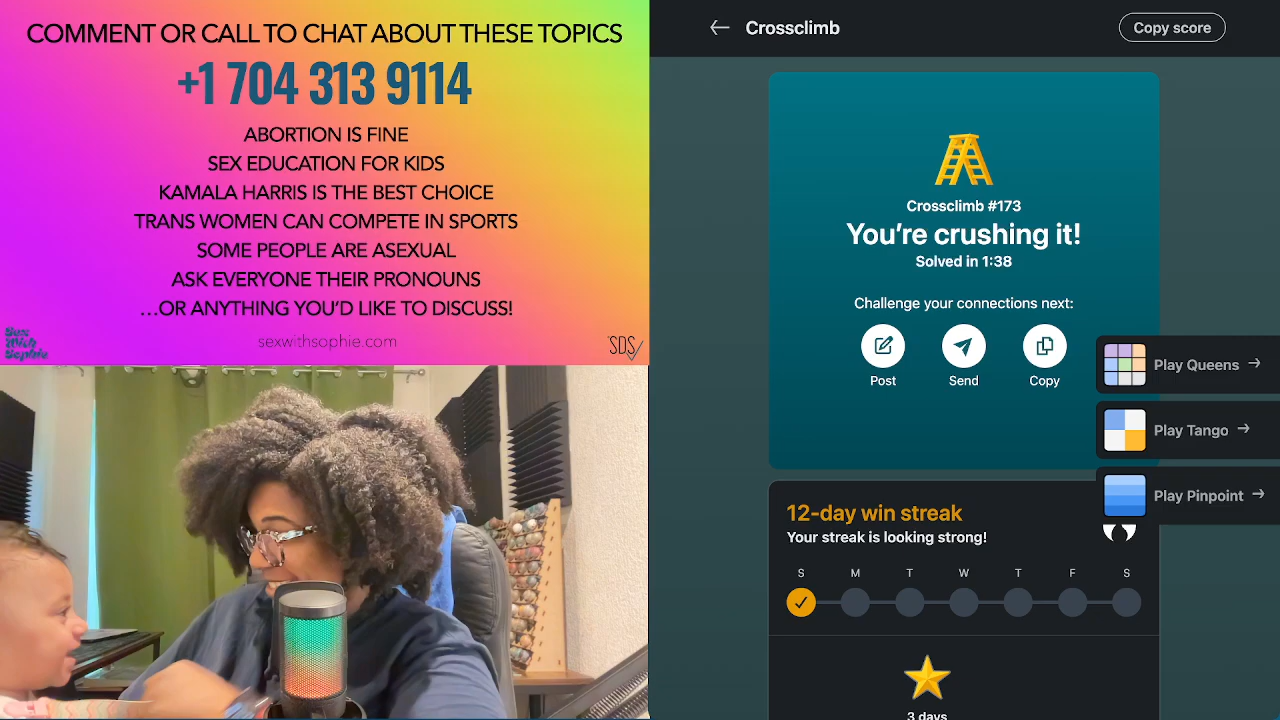 COMMENT OR CALL TO CHAT ABOUT THESE TOPICS
+1 704 313 9114
ABORTION IS FINE
SEX EDUCATION FOR KIDS
KAMALA HARRIS IS THE BEST CHOICE
TRANS WOMEN CAN COMPETE IN SPORTS
SOME PEOPLE ARE ASEXUAL
ASK EVERYONE THEIR PRONOUNS
...OR ANYTHING YOU'D LIKE TO DISCUSS!
Sex
With
Sophie
sexwithsophie.com
SDS
Crossclimb
Copy score
Crossclimb #173
You're crushing it!
Solved in 1:38
Challenge your connections next:
Post
Send
Copy
Play Queens →
Play Tango →
Play Pinpoint →
12-day win streak
Your streak is looking strong!
S M T W T F S
3 days